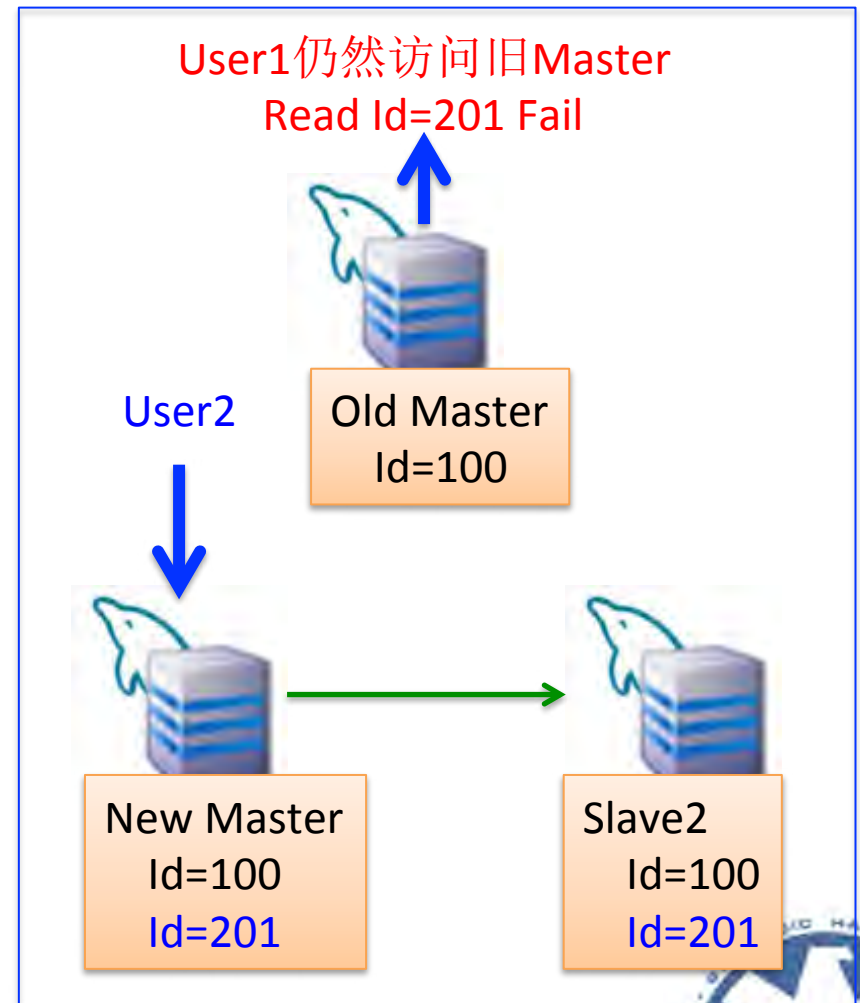 User1仍然访问旧Master
Read Id=201 Fail
User2
Old Master
Id=100
New Master
Id=100
Id=201
Slave2
Id=100
Id=201